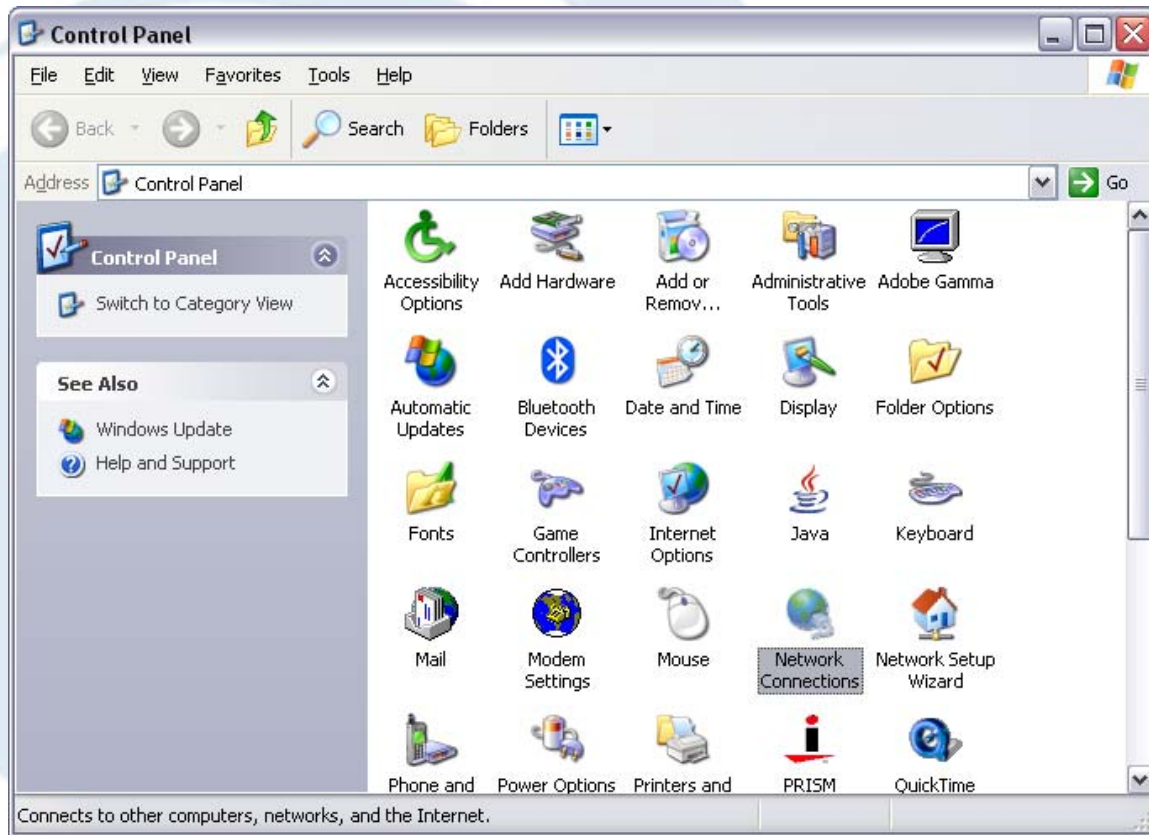 Control Panel
File Edit View Favorites Tools Help
Back Search Folders
Address Control Panel Go
Control Panel
Switch to Category View
See Also
Windows Update
Help and Support
Accessibility
Options
Add Hardware
Add or
Remov...
Administrative
Tools
Adobe Gamma
Automatic
Updates
Bluetooth
Devices
Date and Time
Display
Folder Options
Fonts
Game
Controllers
Internet
Options
Java
Keyboard
Mail
Modem
Settings
Mouse
Network
Connections
Network Setup
Wizard
Phone and
Power Options
Printers and
PRISM
QuickTime
Connects to other computers, networks, and the Internet.